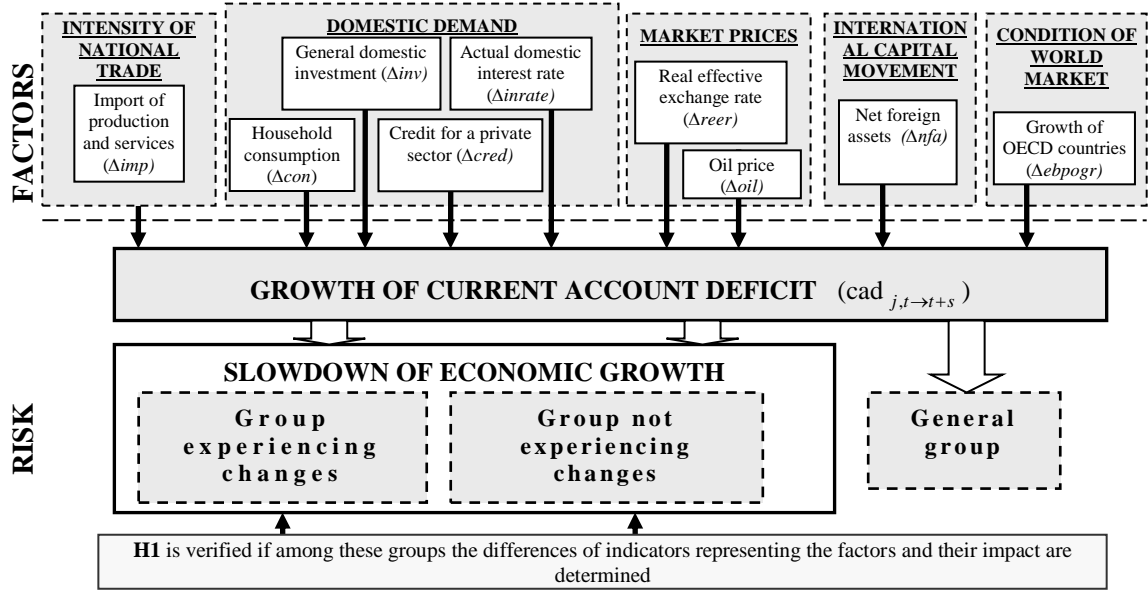 FACTORS
INTENSITY OF
NATIONAL
TRADE
Import of
production
and services
(Δimp)
DOMESTIC DEMAND
General domestic
investment (Δinv)
Actual domestic
interest rate
(Δinrate)
Household
consumption
(Δcon)
Credit for a private
sector (Δcred)
MARKET PRICES
Real effective
exchange rate
(Δreer)
Oil price
(Δoil)
INTERNATION
AL CAPITAL
MOVEMENT
Net foreign
assets (Δnfa)
CONDITION OF
WORLD
MARKET
Growth of
OECD countries
(Δebpogr)
GROWTH OF CURRENT ACCOUNT DEFICIT (cad j,t→t+s)
RISK
SLOWDOWN OF ECONOMIC GROWTH
Group
experiencing
changes
Group not
experiencing
changes
General
group
H1 is verified if among these groups the differences of indicators representing the factors and their impact are
determined